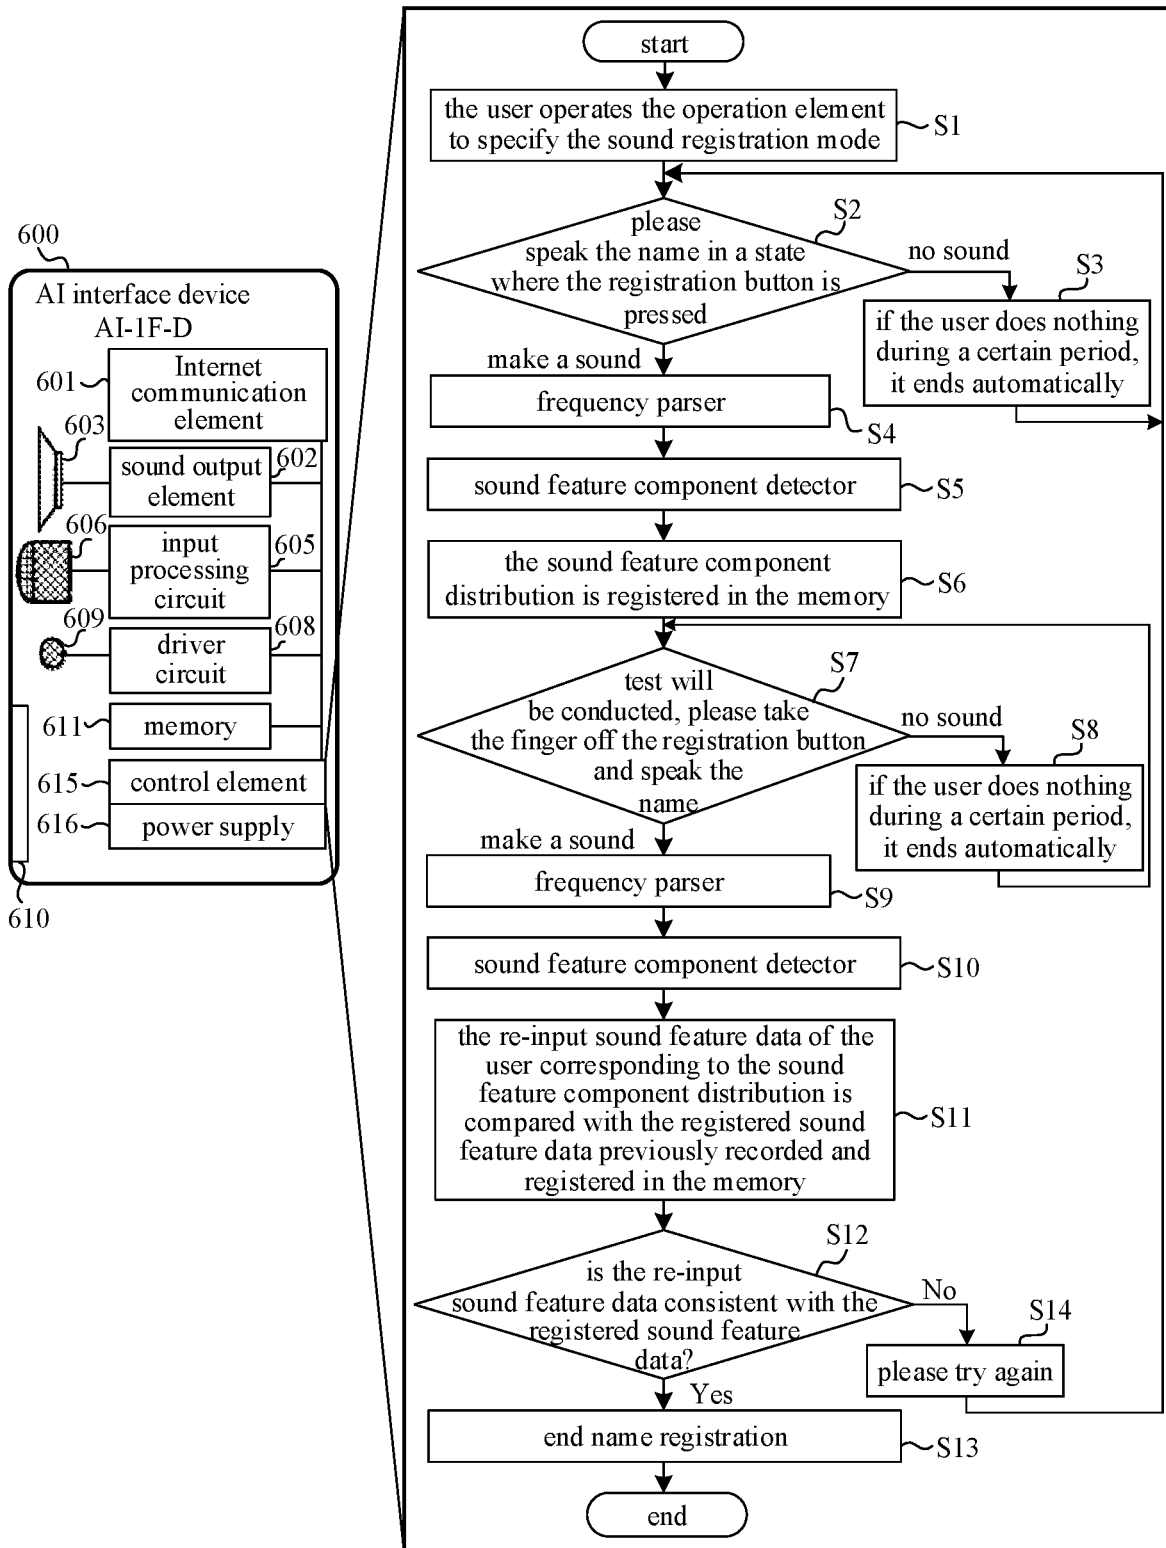 600
AI interface device
AI-1F-D
601
Internet
communication
element
603
sound output
element
602
606
input
processing
circuit
605
609
driver
circuit
608
611
memory
615
control element
616
power supply
610
start
the user operates the operation element
to specify the sound registration mode
S1
please
speak the name in a state
where the registration button is
pressed
S2
no sound
S3
if the user does nothing
during a certain period,
it ends automatically
make a sound
frequency parser
S4
sound feature component detector
S5
the sound feature component
distribution is registered in the memory
S6
test will
be conducted, please take
the finger off the registration button
and speak the
name
S7
no sound
S8
if the user does nothing
during a certain period,
it ends automatically
make a sound
frequency parser
S9
sound feature component detector
S10
the re-input sound feature data of the
user corresponding to the sound
feature component distribution is
compared with the registered sound
feature data previously recorded and
registered in the memory
S11
is the re-input
sound feature data consistent with the
registered sound feature
data?
S12
No
S14
please try again
Yes
end name registration
S13
end